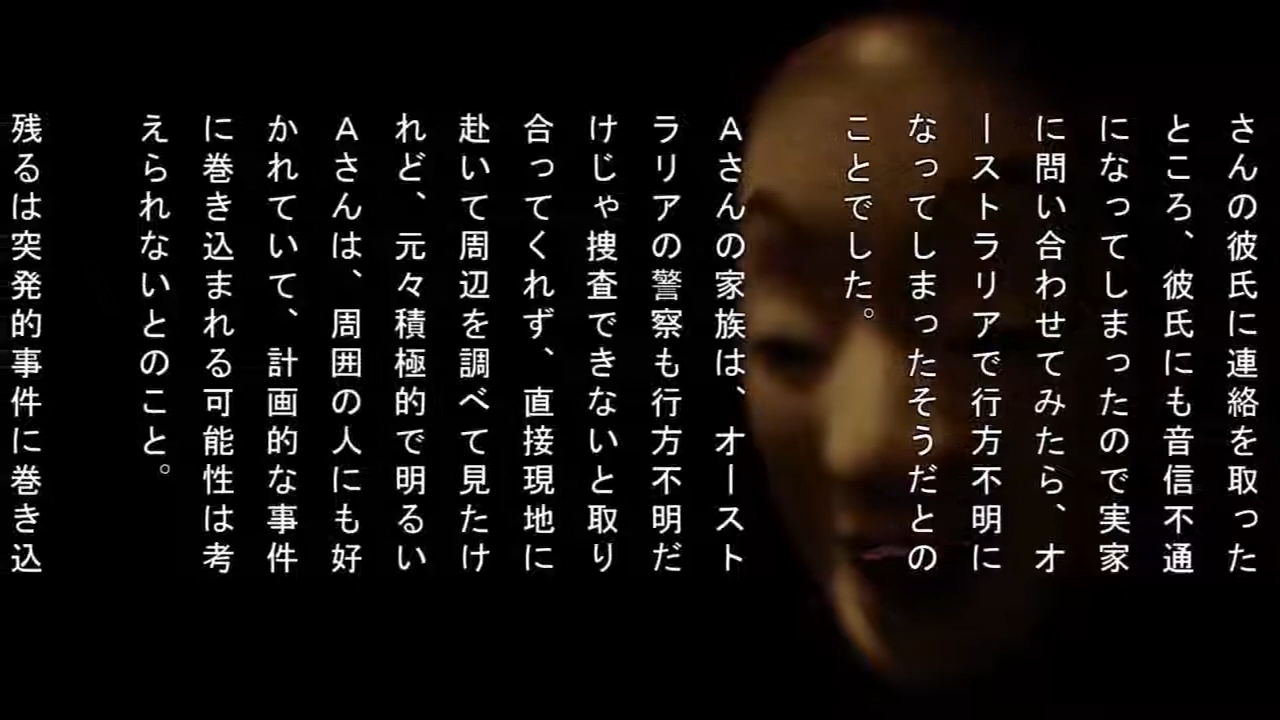 さんの彼氏に連絡を取った
ところ、彼氏にも音信不通
になってしまったので実家
に問い合わせてみたら、オ
ーストラリアで行方不明に
なってしまったそうだとの
ことでした。
Ａさんの家族は、オースト
ラリアの警察も行方不明だ
けじゃ捜査できないと取り
合ってくれず、直接現地に
赴いて周辺を調べて見たけ
れど、元々積極的で明るい
Ａさんは、周囲の人にも好
かれていて、計画的な事件
に巻き込まれる可能性は考
えられないとのこと。
残るは突発的事件に巻き込